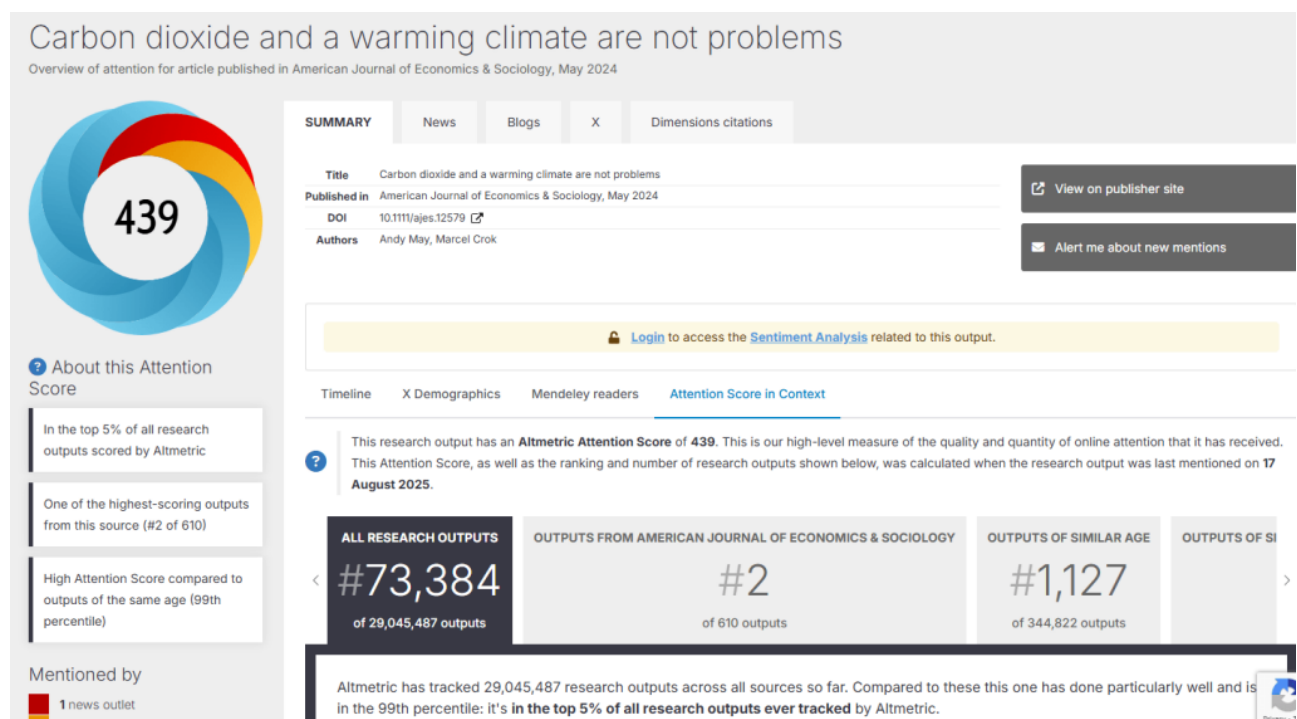 Carbon dioxide and a warming climate are not problems
Overview of attention for article published in American Journal of Economics & Sociology, May 2024
439
About this Attention
Score
In the top 5% of all research
outputs scored by Altmetric
One of the highest-scoring outputs
from this source (#2 of 610)
High Attention Score compared to
outputs of the same age (99th
percentile)
Mentioned by
1 news outlet
SUMMARY News Blogs X Dimensions citations
Title Carbon dioxide and a warming climate are not problems
Published in American Journal of Economics & Sociology, May 2024
DOI 10.1111/ajes.12579
Authors Andy May, Marcel Crok
View on publisher site
Alert me about new mentions
Login to access the Sentiment Analysis related to this output.
Timeline X Demographics Mendeley readers Attention Score in Context
This research output has an Altmetric Attention Score of 439. This is our high-level measure of the quality and quantity of online attention that it has received.
This Attention Score, as well as the ranking and number of research outputs shown below, was calculated when the research output was last mentioned on 17
August 2025.
ALL RESEARCH OUTPUTS
#73,384
of 29,045,487 outputs
OUTPUTS FROM AMERICAN JOURNAL OF ECONOMICS & SOCIOLOGY
#2
of 610 outputs
OUTPUTS OF SIMILAR AGE
#1,127
of 344,822 outputs
OUTPUTS OF SI
Altmetric has tracked 29,045,487 research outputs across all sources so far. Compared to these this one has done particularly well and is
in the 99th percentile: it's in the top 5% of all research outputs ever tracked by Altmetric.